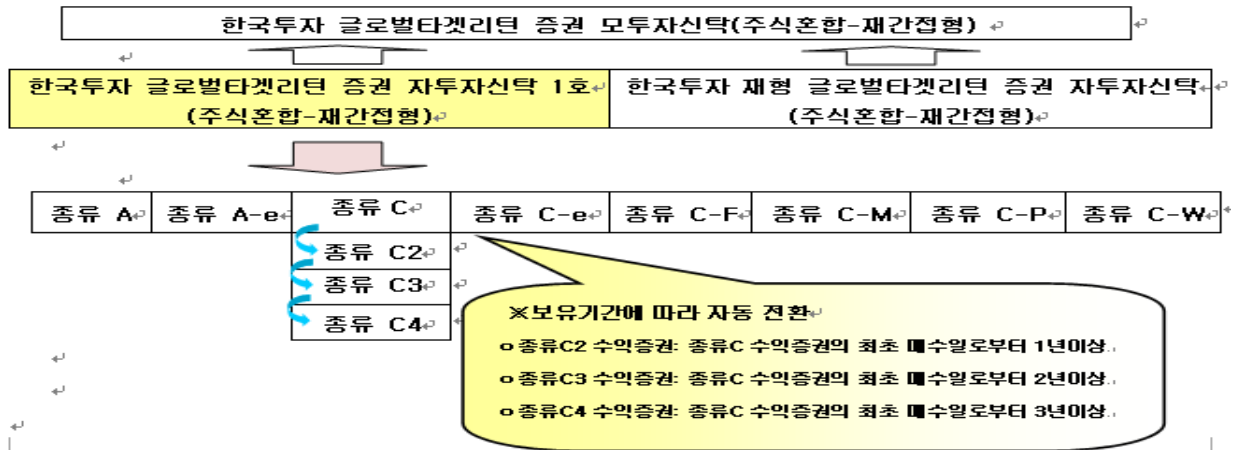 한국투자 글로벌타겟리턴 증권 모투자신탁(주식혼합-재간접형)
한국투자 글로벌타겟리턴 증권 자투자신탁 1호
(주식혼합-재간접형)
한국투자 재형 글로벌타겟리턴 증권 자투자신탁
(주식혼합-재간접형)
종류 A
종류 A-e
종류 C
종류 C-e
종류 C-F
종류 C-M
종류 C-P
종류 C-W
종류 C2
종류 C3
종류 C4
※보유기간에 따라 자동 전환
o 종류C2 수익증권: 종류C 수익증권의 최초 매수일로부터 1년이상.
o 종류C3 수익증권: 종류C 수익증권의 최초 매수일로부터 2년이상.
o 종류C4 수익증권: 종류C 수익증권의 최초 매수일로부터 3년이상.